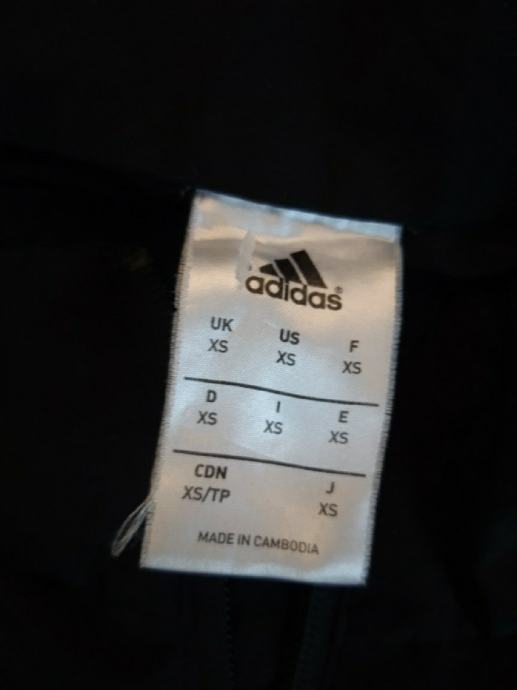 adidas®
UK US F
XS XS XS
D I E
XS XS XS
CDN J
XS/TP XS
MADE IN CAMBODIA